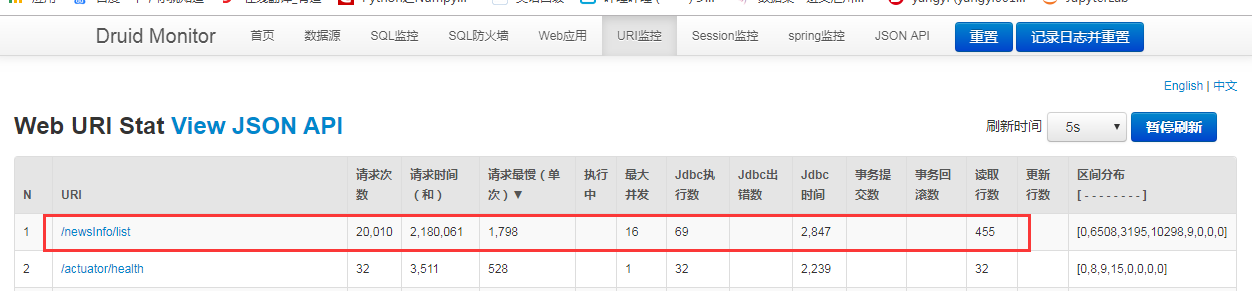 Druid Monitor 首页 数据源 SQL监控 SQL防火墙 Web应用 URI监控 Session监控 spring监控 JSON API 重置 记录日志并重置
English | 中文
Web URI Stat View JSON API 刷新时间 5s 暂停刷新
N URI 请求次数 请求时间（和） 请求最慢（单次）▼ 执行中 最大并发 Jdbc执行数 Jdbc出错数 Jdbc时间 事务提交数 事务回滚数 读取行数 更新行数 区间分布 [ - - - - - - - - ]
1 /newsInfo/list 20,010 2,180,061 1,798 16 69 2,847 455 [0,6508,3195,10298,9,0,0,0]
2 /actuator/health 32 3,511 528 1 32 2,239 32 [0,8,9,15,0,0,0,0]